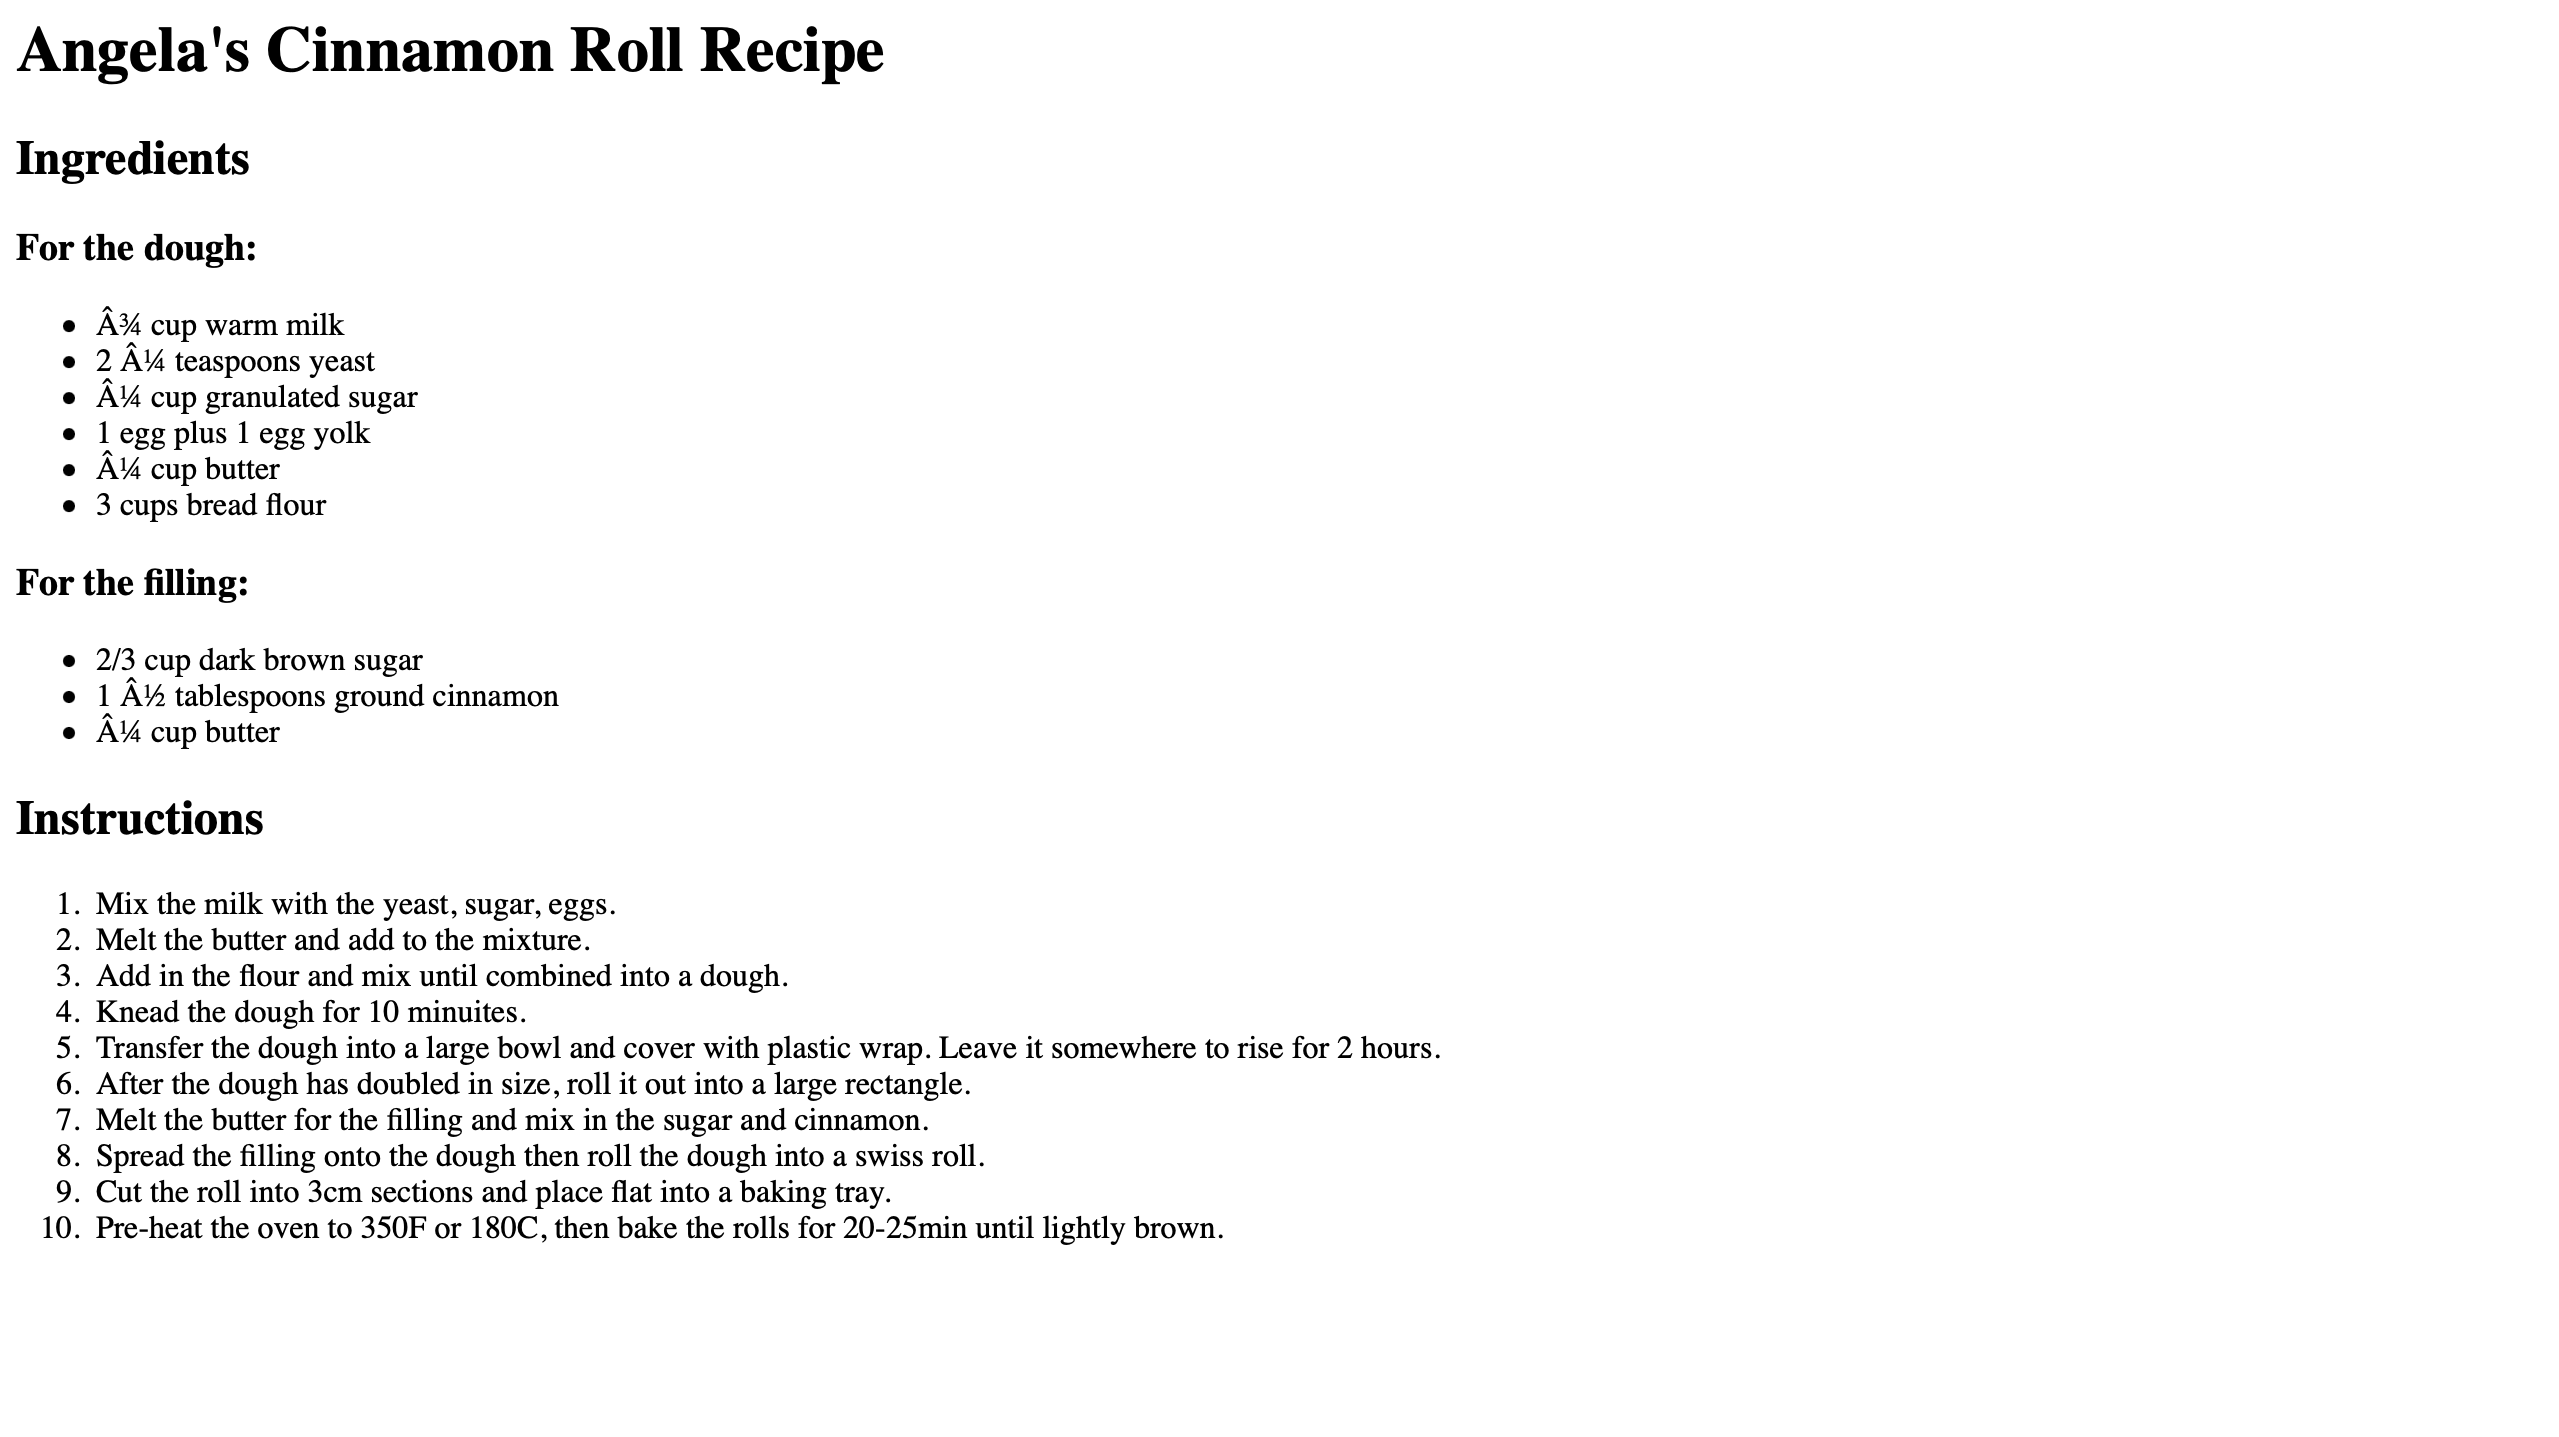 Angela's Cinnamon Roll Recipe
Ingredients
For the dough:
• Â¾ cup warm milk
• 2 Â¼ teaspoons yeast
• Â¼ cup granulated sugar
• 1 egg plus 1 egg yolk
• Â¼ cup butter
• 3 cups bread flour
For the filling:
• 2/3 cup dark brown sugar
• 1 Â½ tablespoons ground cinnamon
• Â¼ cup butter
Instructions
1. Mix the milk with the yeast, sugar, eggs.
2. Melt the butter and add to the mixture.
3. Add in the flour and mix until combined into a dough.
4. Knead the dough for 10 minuites.
5. Transfer the dough into a large bowl and cover with plastic wrap. Leave it somewhere to rise for 2 hours.
6. After the dough has doubled in size, roll it out into a large rectangle.
7. Melt the butter for the filling and mix in the sugar and cinnamon.
8. Spread the filling onto the dough then roll the dough into a swiss roll.
9. Cut the roll into 3cm sections and place flat into a baking tray.
10. Pre-heat the oven to 350F or 180C, then bake the rolls for 20-25min until lightly brown.